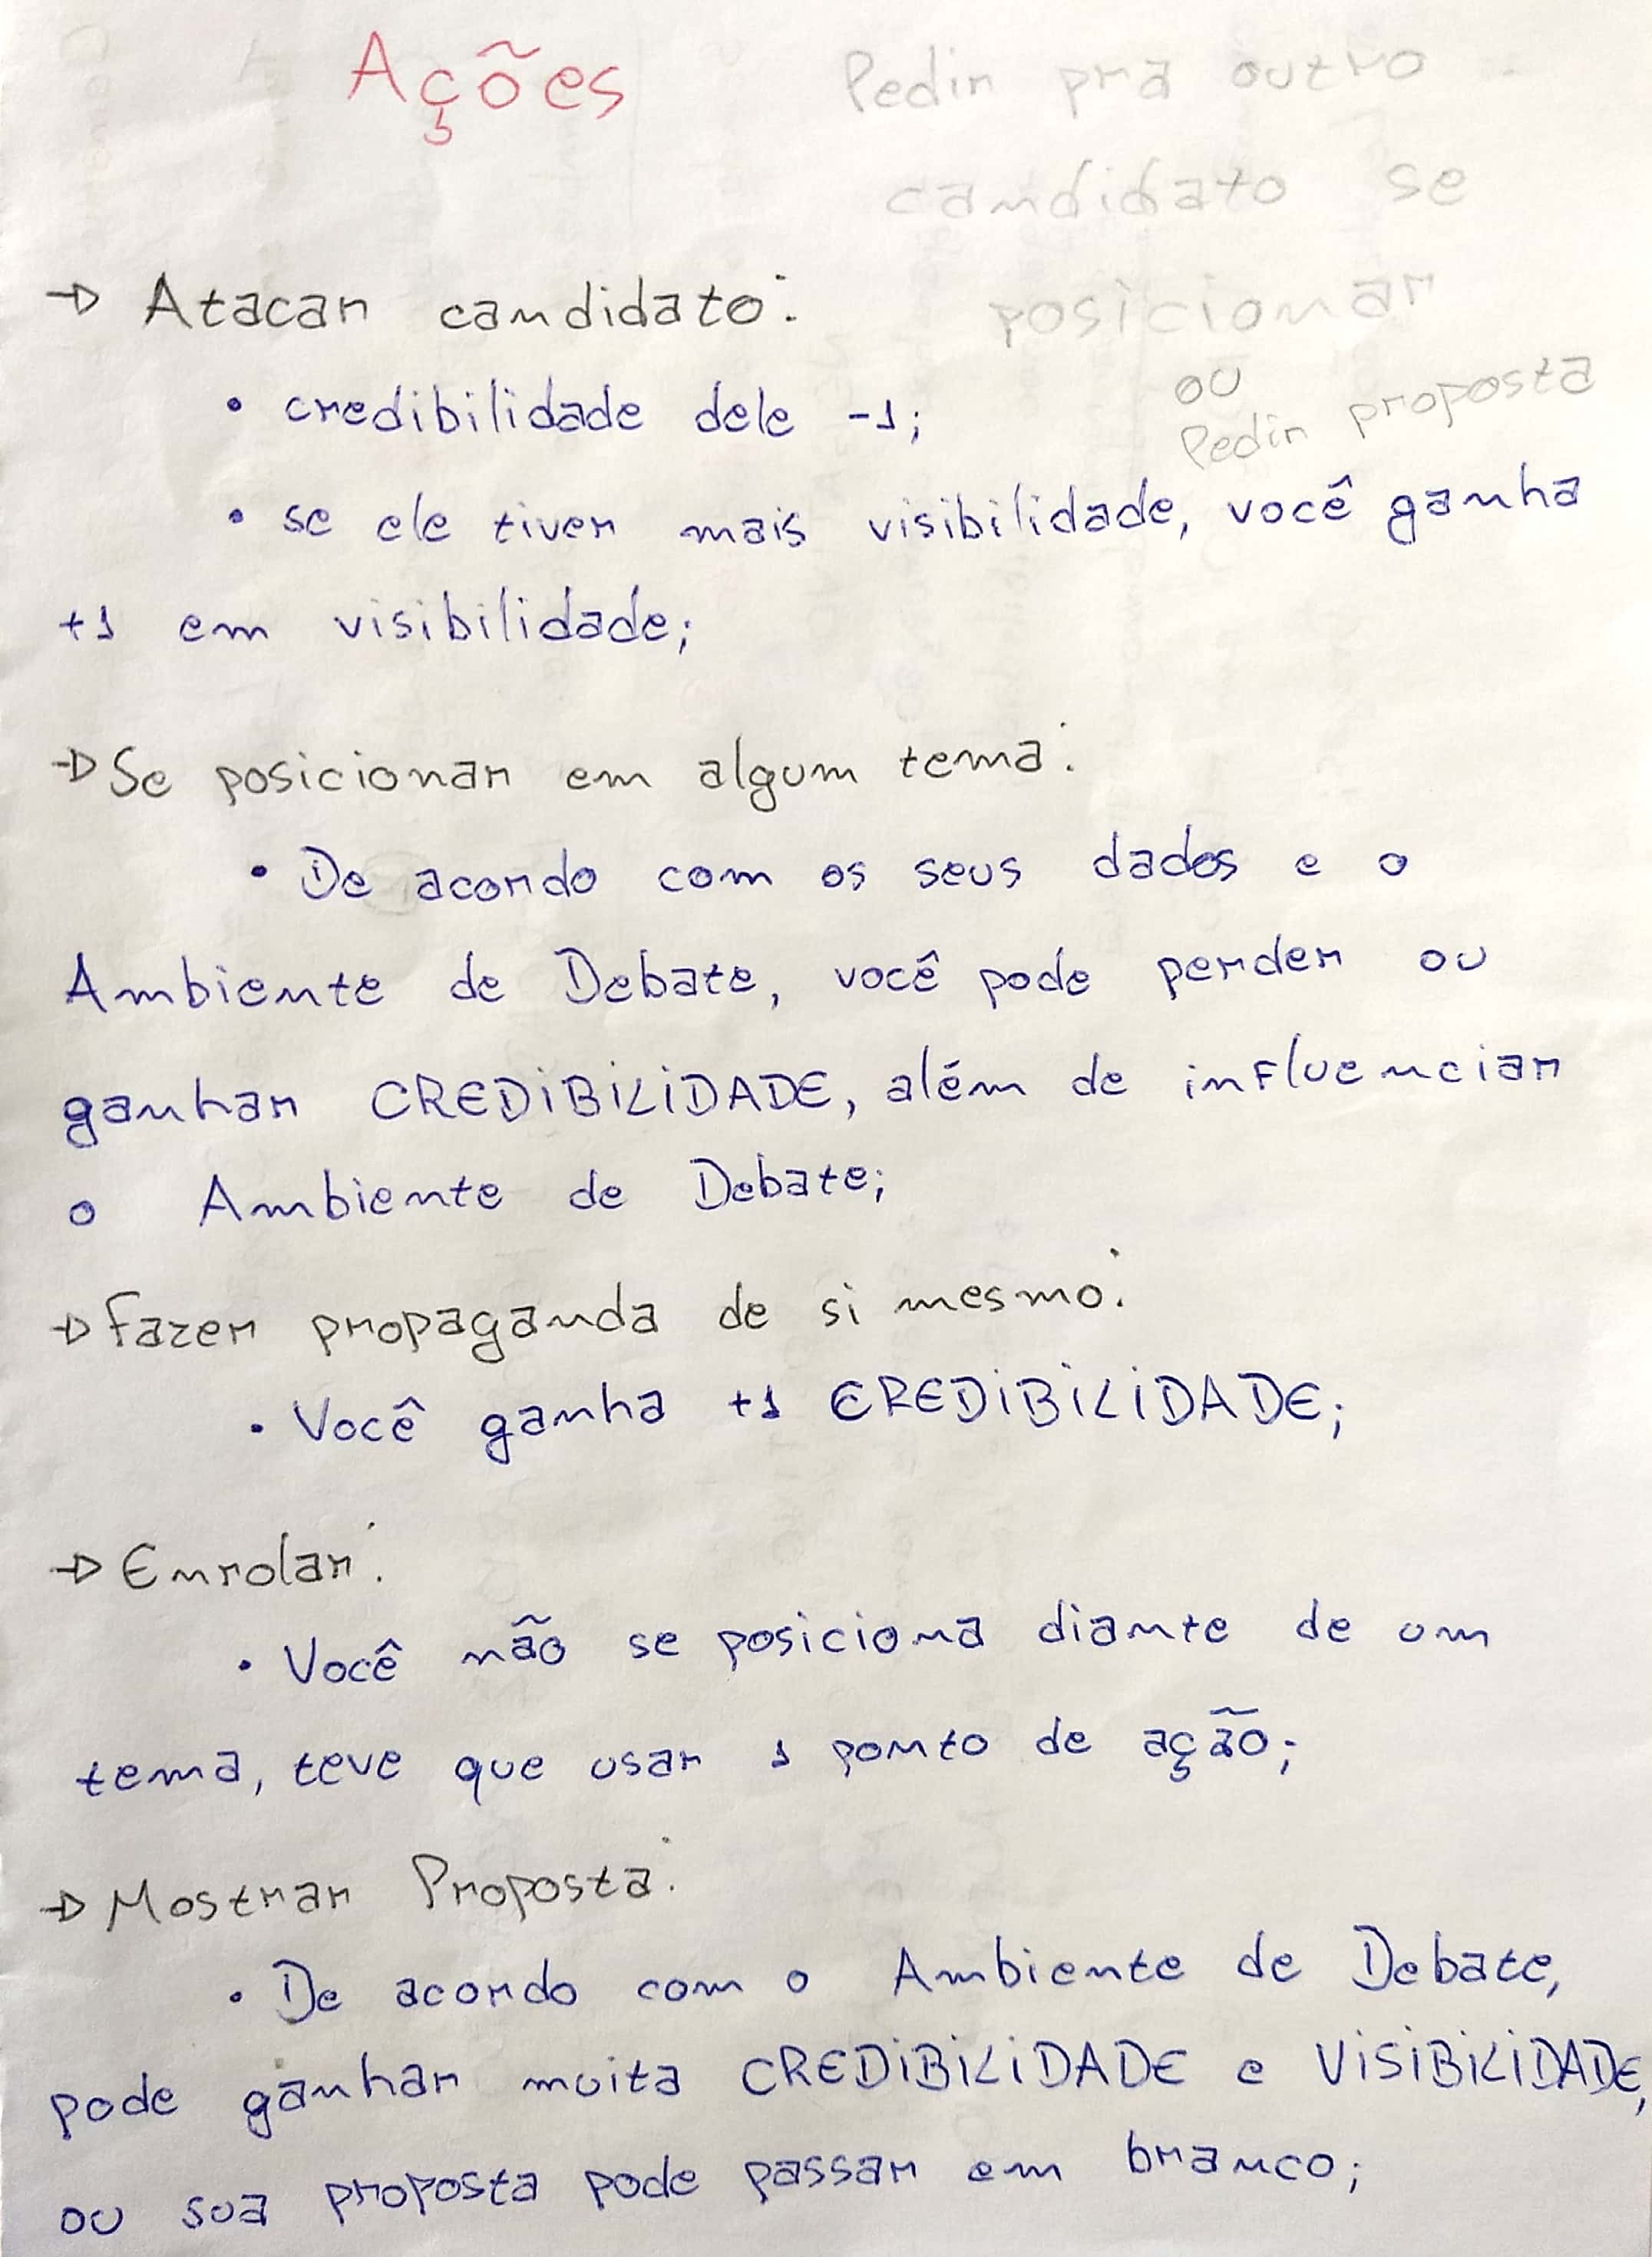 Ações
Pedir pra outro
candidato se
posicionar
ou
Pedir proposta
→ Atacar candidato:
• credibilidade dele -1;
• se ele tiver mais visibilidade, você ganha
+1 em visibilidade;
→ Se posicionar em algum tema:
• De acordo com os seus dados e o
Ambiente de Debate, você pode perder ou
ganhar CREDiBiLiDADE, além de influenciar
o Ambiente de Debate;
→ Fazer propaganda de si mesmo:
• Você ganha +1 CREDiBiLiDADE;
→ Enrolar:
• Você não se posiciona diante de um
tema, teve que usar 1 ponto de ação;
→ Mostrar Proposta:
• De acordo com o Ambiente de Debate,
pode ganhar muita CREDiBiLiDADE e ViSiBiLiDADE,
ou sua proposta pode passar em branco;